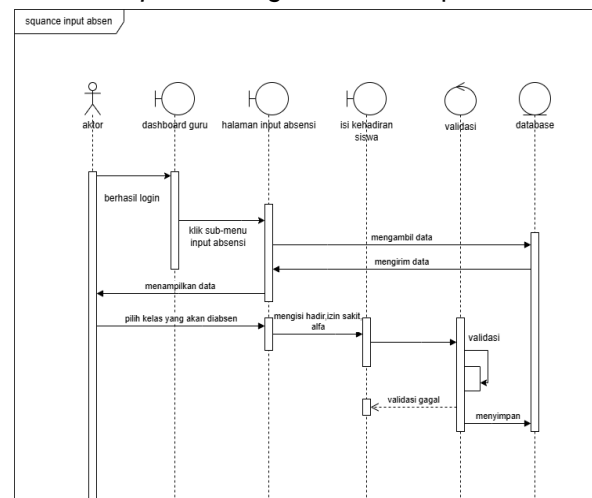 squance input absen
aktor
dashboard guru
halaman input absensi
isi kehadiran
siswa
validasi
database
berhasil login
klik sub-menu
input absensi
mengambil data
mengirim data
menampilkan data
pilih kelas yang akan diabsen
mengisi hadir,izin sakit
alfa
validasi
validasi gagal
menyimpan